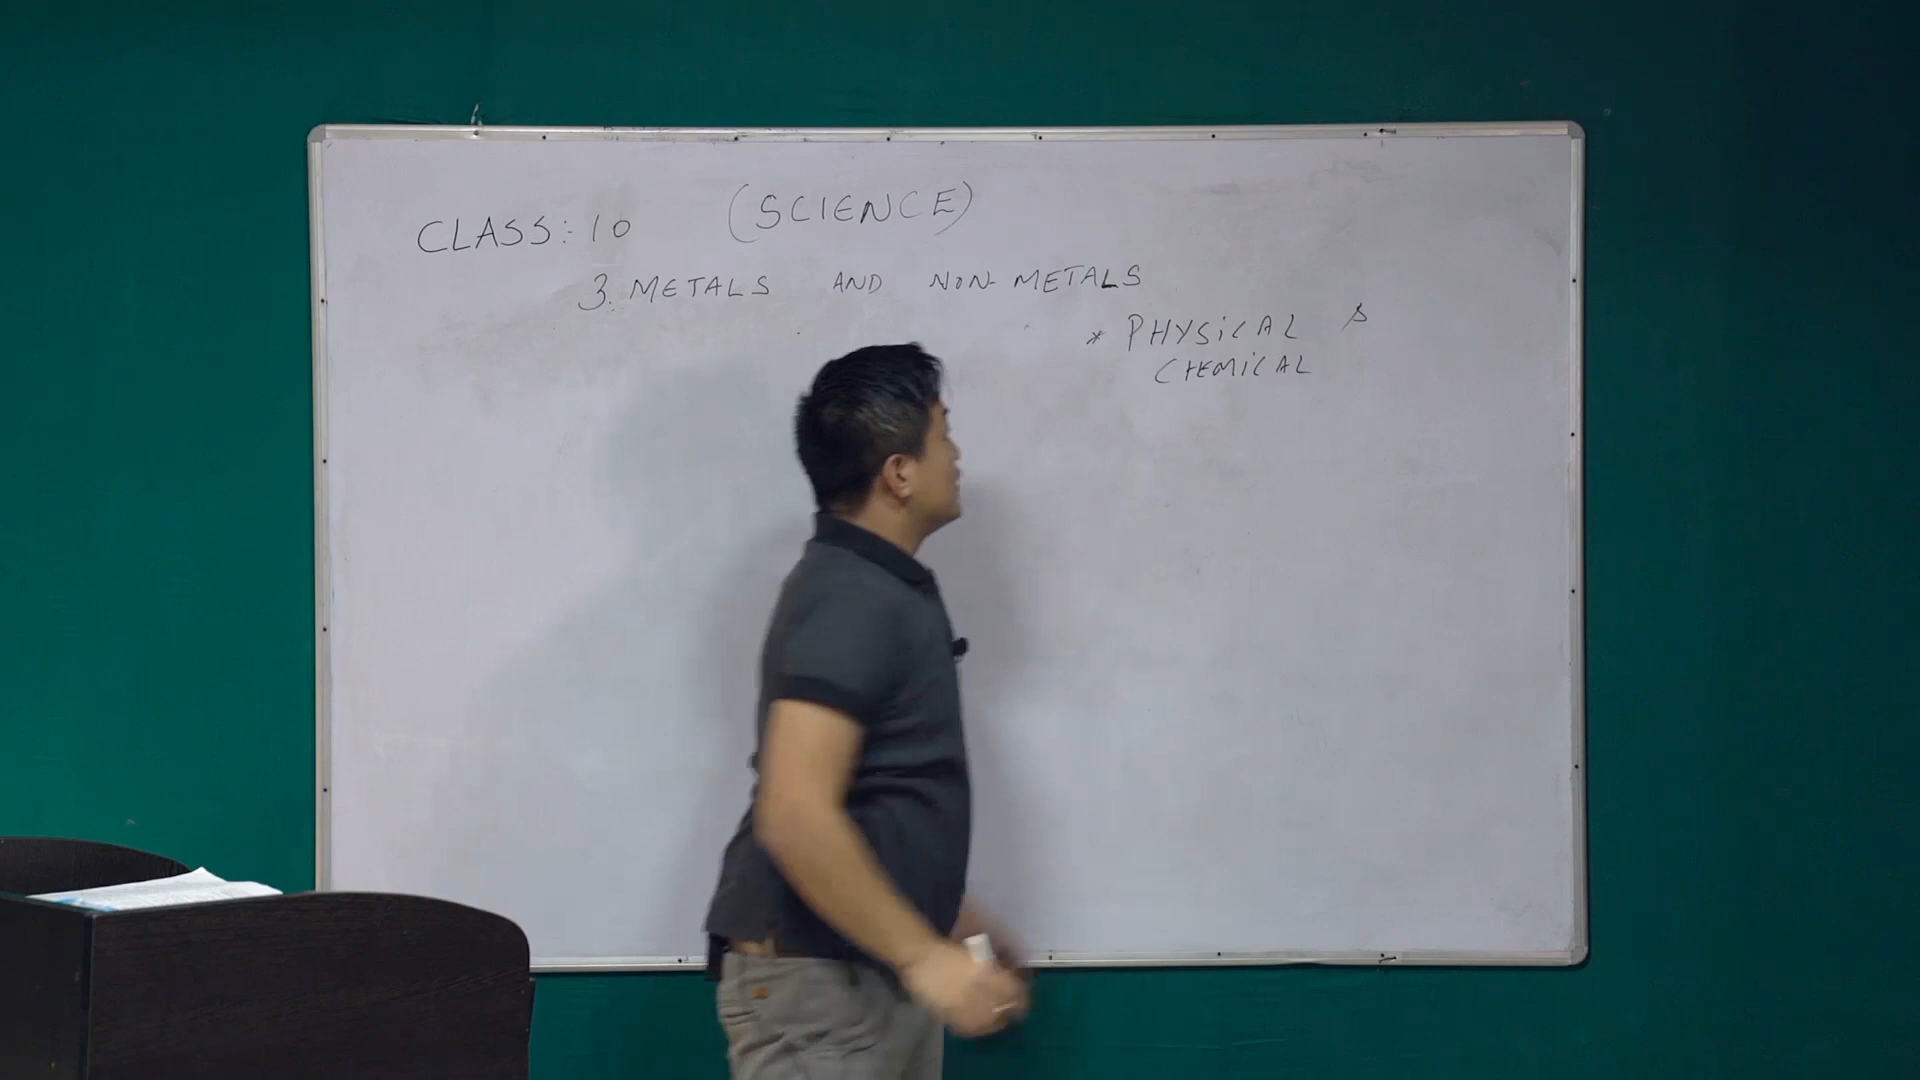 CLASS:- 10 (SCIENCE)
3. METALS AND NON-METALS
* PHYSICAL &
CHEMICAL